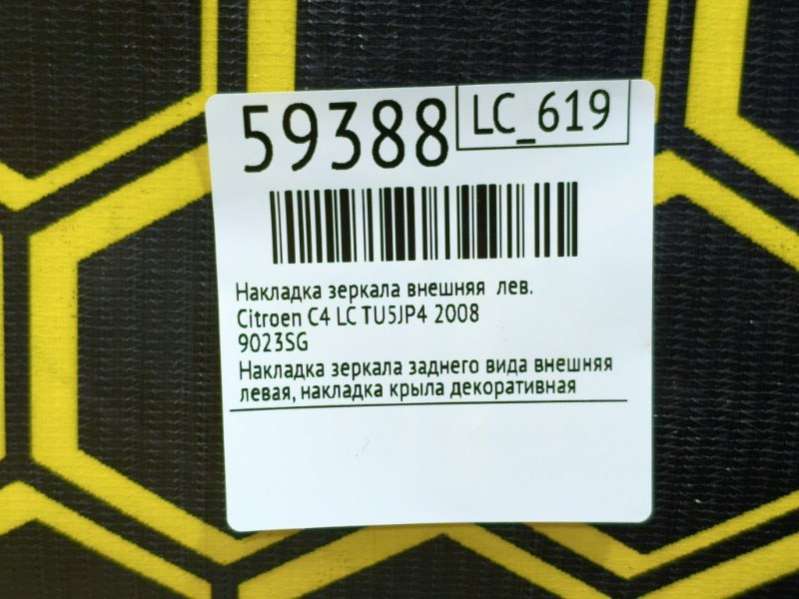 59388
LC_619
Накладка зеркала внешняя лев.
Citroen C4 LC TU5JP4 2008
9023SG
Накладка зеркала заднего вида внешняя
левая, накладка крыла декоративная